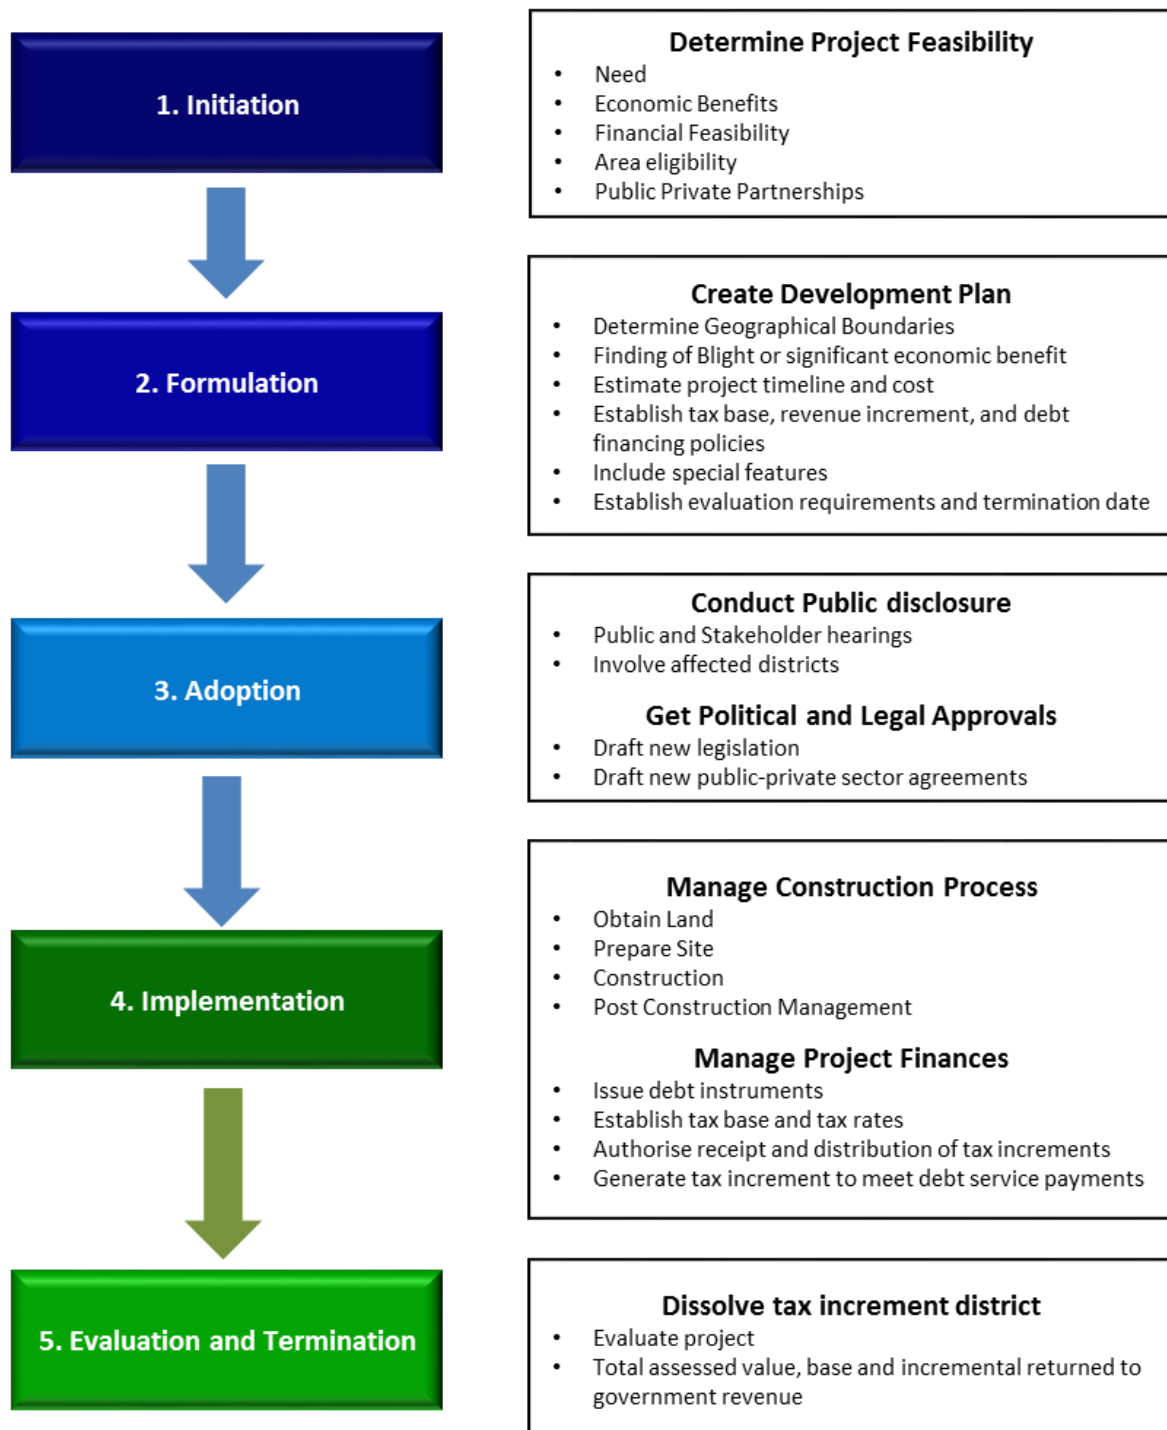 1. Initiation
Determine Project Feasibility
• Need
• Economic Benefits
• Financial Feasibility
• Area eligibility
• Public Private Partnerships
2. Formulation
Create Development Plan
• Determine Geographical Boundaries
• Finding of Blight or significant economic benefit
• Estimate project timeline and cost
• Establish tax base, revenue increment, and debt
financing policies
• Include special features
• Establish evaluation requirements and termination date
3. Adoption
Conduct Public disclosure
• Public and Stakeholder hearings
• Involve affected districts
Get Political and Legal Approvals
• Draft new legislation
• Draft new public-private sector agreements
4. Implementation
Manage Construction Process
• Obtain Land
• Prepare Site
• Construction
• Post Construction Management
Manage Project Finances
• Issue debt instruments
• Establish tax base and tax rates
• Authorise receipt and distribution of tax increments
• Generate tax increment to meet debt service payments
5. Evaluation and Termination
Dissolve tax increment district
• Evaluate project
• Total assessed value, base and incremental returned to
government revenue